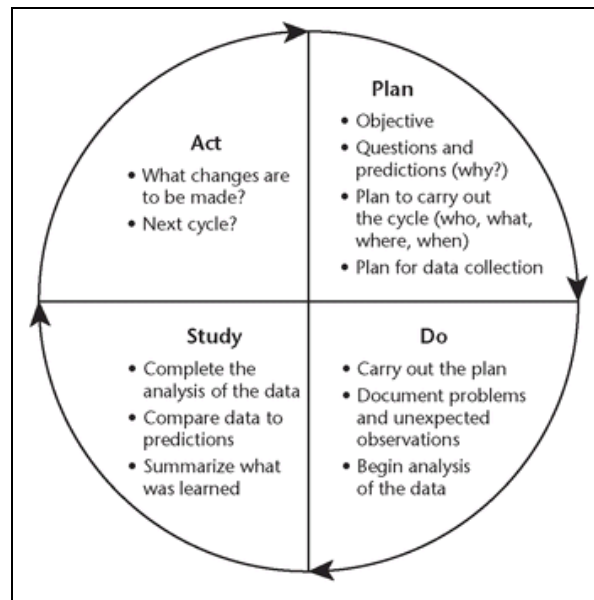 Plan
• Objective
• Questions and
predictions (why?)
• Plan to carry out
the cycle (who, what,
where, when)
• Plan for data collection
Do
• Carry out the plan
• Document problems
and unexpected
observations
• Begin analysis
of the data
Study
• Complete the
analysis of the data
• Compare data to
predictions
• Summarize what
was learned
Act
• What changes are
to be made?
• Next cycle?